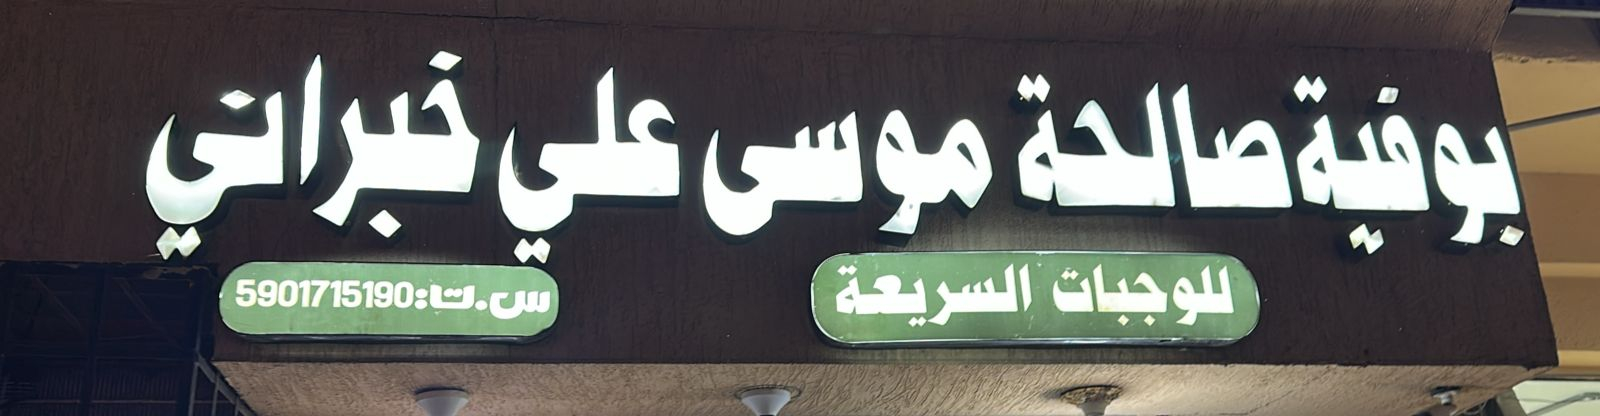 بوفية صالحة موسى علي خبراني
للوجبات السريعة
س.ت:5901715190